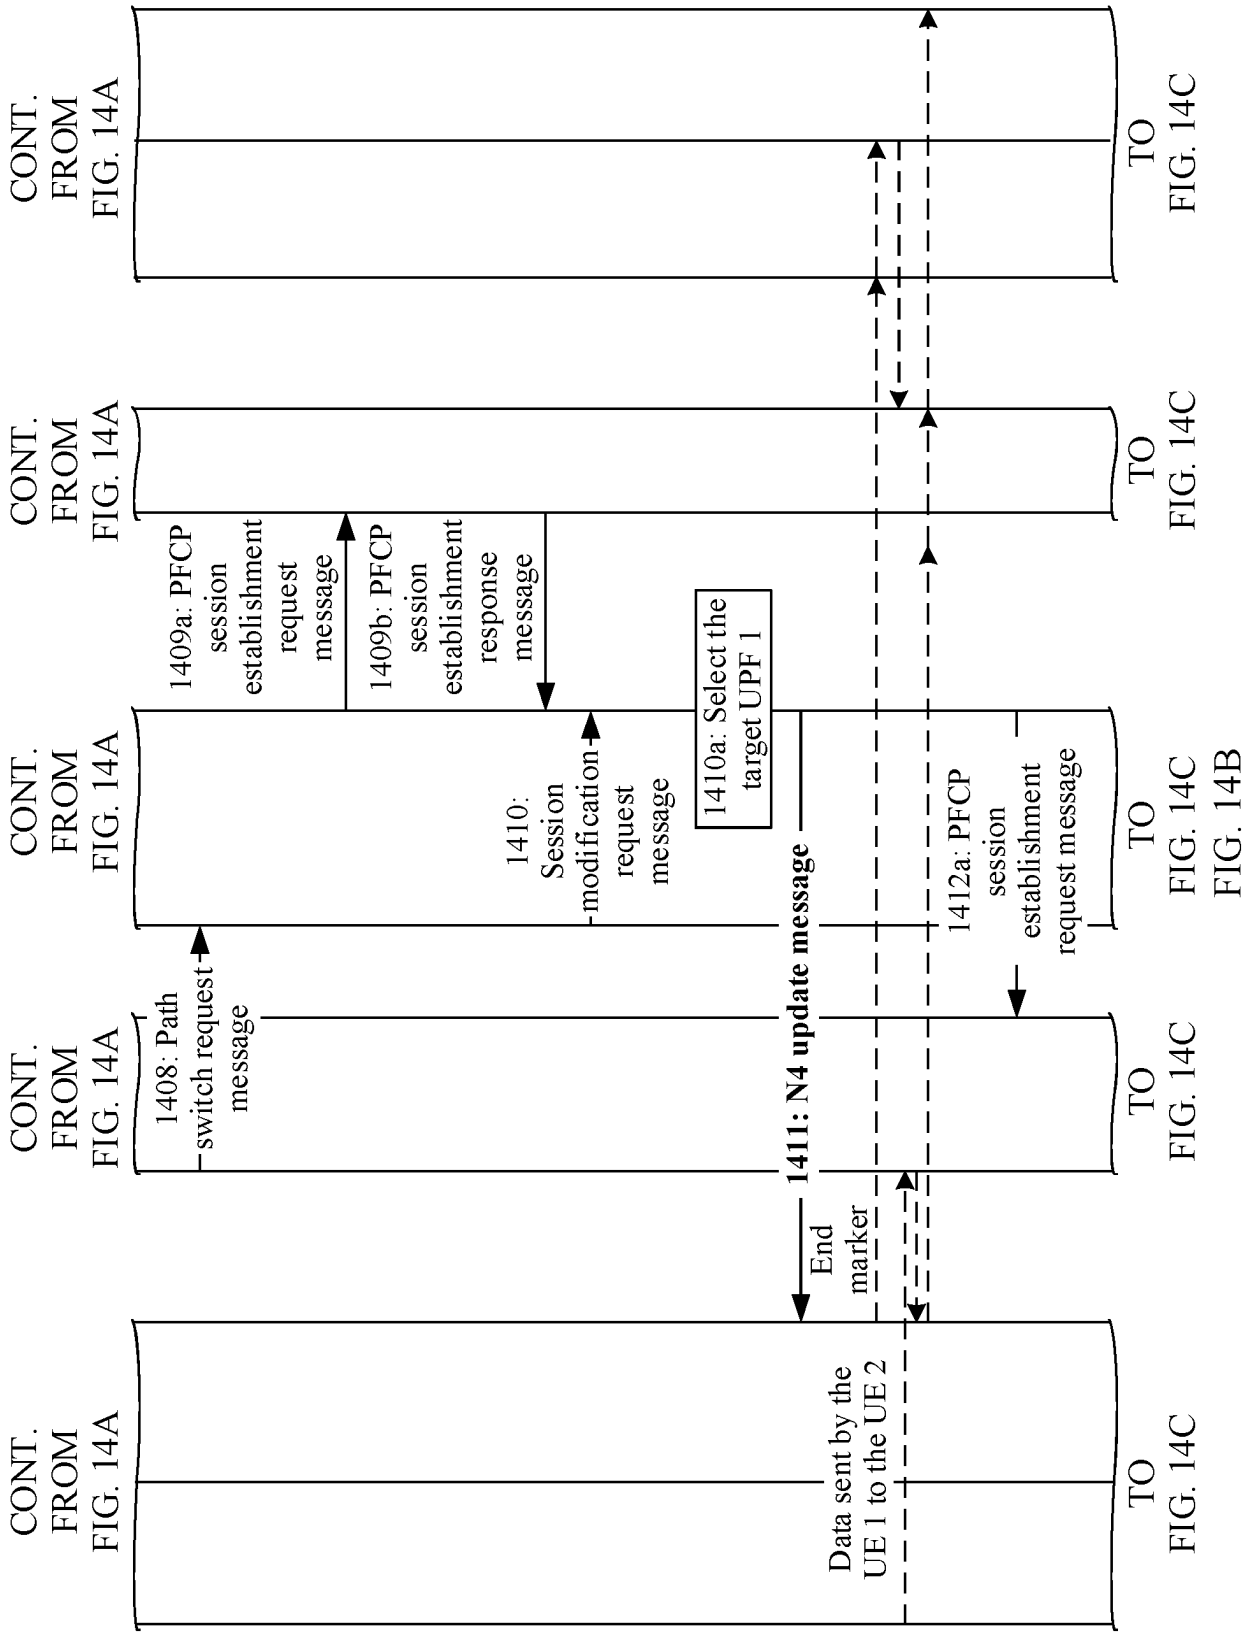 CONT.
FROM
FIG. 14A
CONT.
FROM
FIG. 14A
CONT.
FROM
FIG. 14A
CONT.
FROM
FIG. 14A
CONT.
FROM
FIG. 14A
1408: Path
switch request
message
1409a: PFCP
session
establishment
request
message
1409b: PFCP
session
establishment
response
message
1410:
Session
modification
request
message
1410a: Select the
target UPF 1
1411: N4 update message
End
marker
Data sent by the
UE 1 to the UE 2
1412a: PFCP
session
establishment
request message
TO
FIG. 14C
TO
FIG. 14C
TO
FIG. 14C
TO
FIG. 14C
TO
FIG. 14C
FIG. 14B